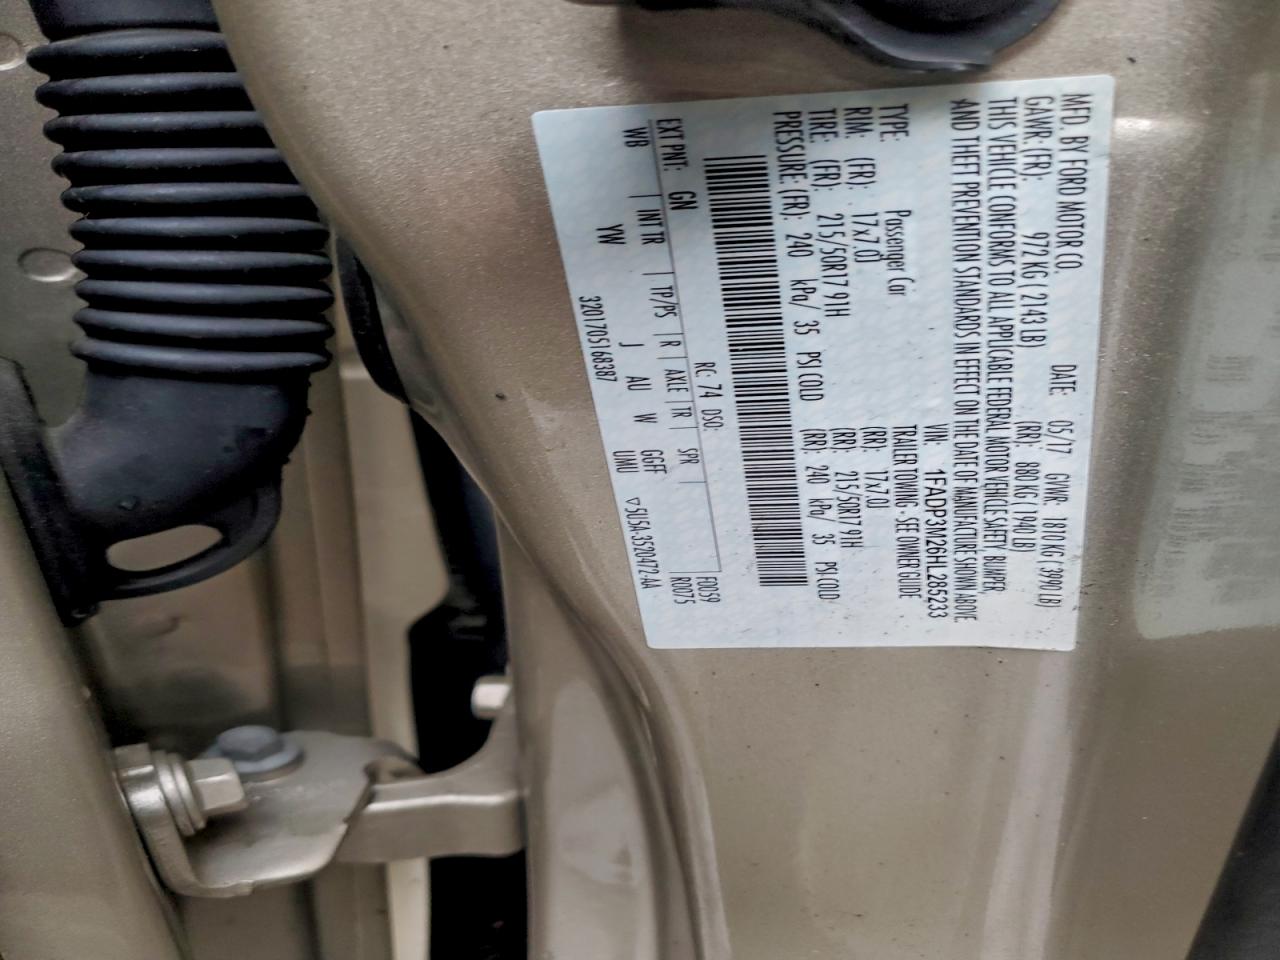 MFD. BY FORD MOTOR CO.
DATE: 05/17 GVWR: 1810 KG ( 3990 LB)
GAWR: (FR): 972 KG ( 2143 LB) (RR): 880 KG ( 1940 LB)
THIS VEHICLE CONFORMS TO ALL APPLICABLE FEDERAL MOTOR VEHICLE SAFETY, BUMPER,
AND THEFT PREVENTION STANDARDS IN EFFECT ON THE DATE OF MANUFACTURE SHOWN ABOVE.
VIN: 1FADP3N26HL285233
TYPE: Passenger Car TRAILER TOWING - SEE OWNER GUIDE
RIM: (FR): 17x7.0J (RR): 17x7.0J
TIRE: (FR): 215/50R17 91H (RR): 215/50R17 91H
PRESSURE: (FR): 240 kPa/ 35 PSI COLD (RR): 240 kPa/ 35 PSI COLD
RC: 74 DSO: F0S59
EXT PNT: GN R0075
WB | INT TR | TP/PS | R | AXLE | TR | SPR |
YW J AU W GGFF
3201705168387 UMU ▽5U5A-3520472-AA